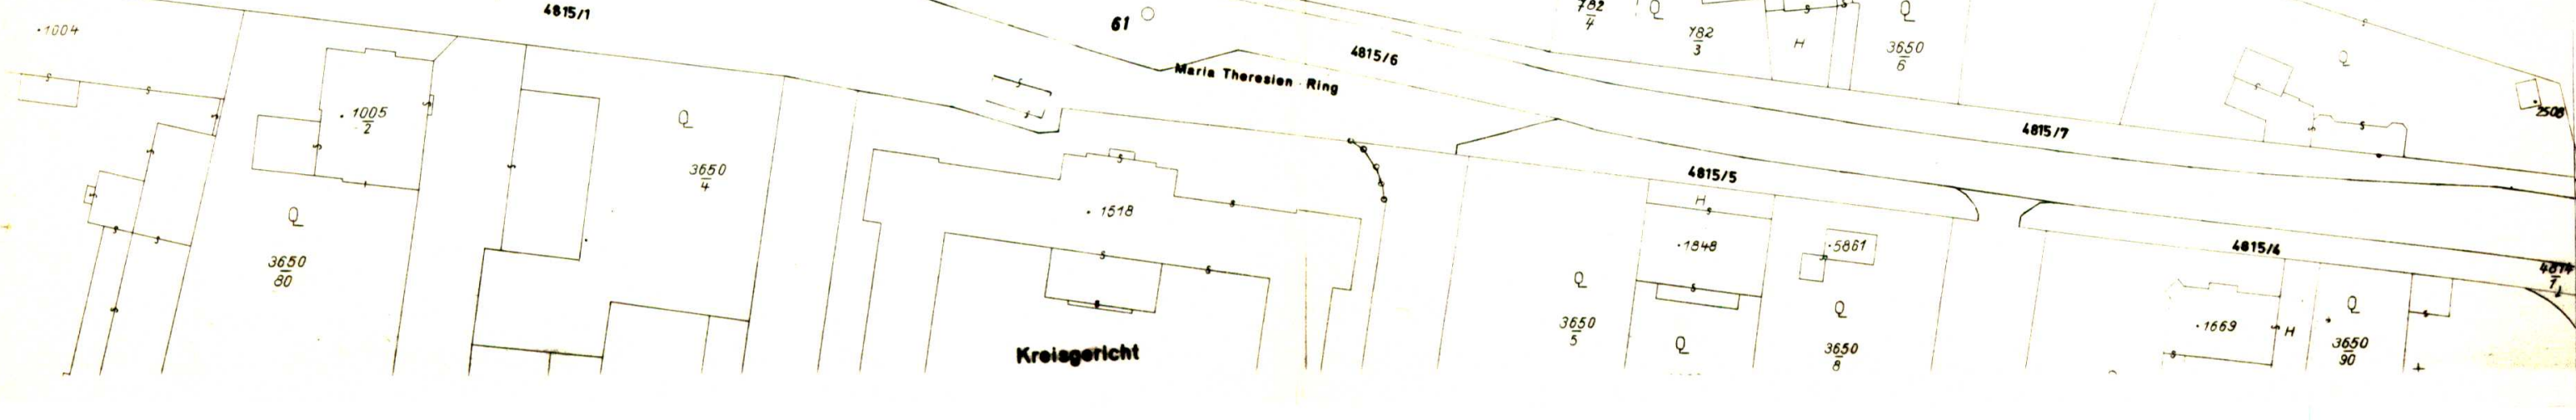 4815/1
·1004
61
4815/6
Maria Theresien-Ring
782
4
Q
782
3
H
S
S
Q
3650
6
S
Q
S
S
2508
S
S
·1005
2
S
S
S
S
Q
3650
4
S
S
S
4815/7
S
S
S
S
·1518
S
4815/5
H
S
·1848
·5861
S
4815/4
4814
1
S
S
S
S
Q
3650
80
S
S
S
Q
3650
5
S
Q
Q
3650
8
·1669
S
H
Q
3650
90
S
S
Kreisgericht